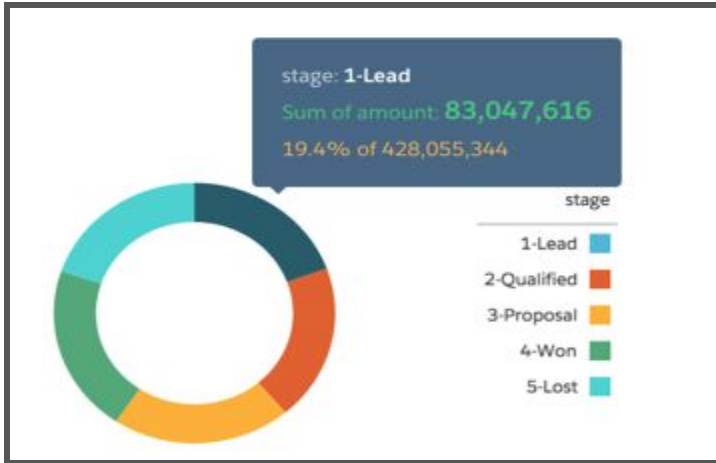 stage: 1-Lead
Sum of amount: 83,047,616
19.4% of 428,055,344
stage
1-Lead
2-Qualified
3-Proposal
4-Won
5-Lost